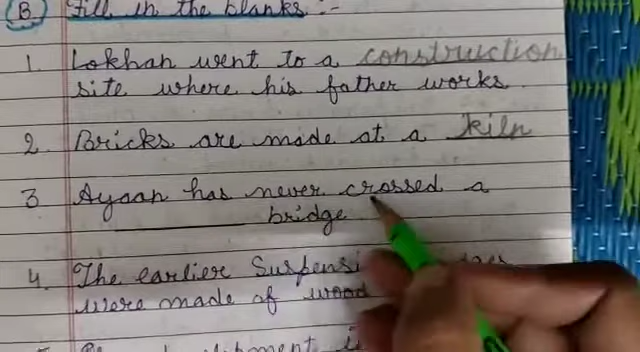 B Fill in the blanks :-
1. Lokhan went to a construction
site where his father works.
2. Bricks are made at a kiln
3 Ayaan has never crossed a
bridge
4. The earlier Suspensi
were made of wood